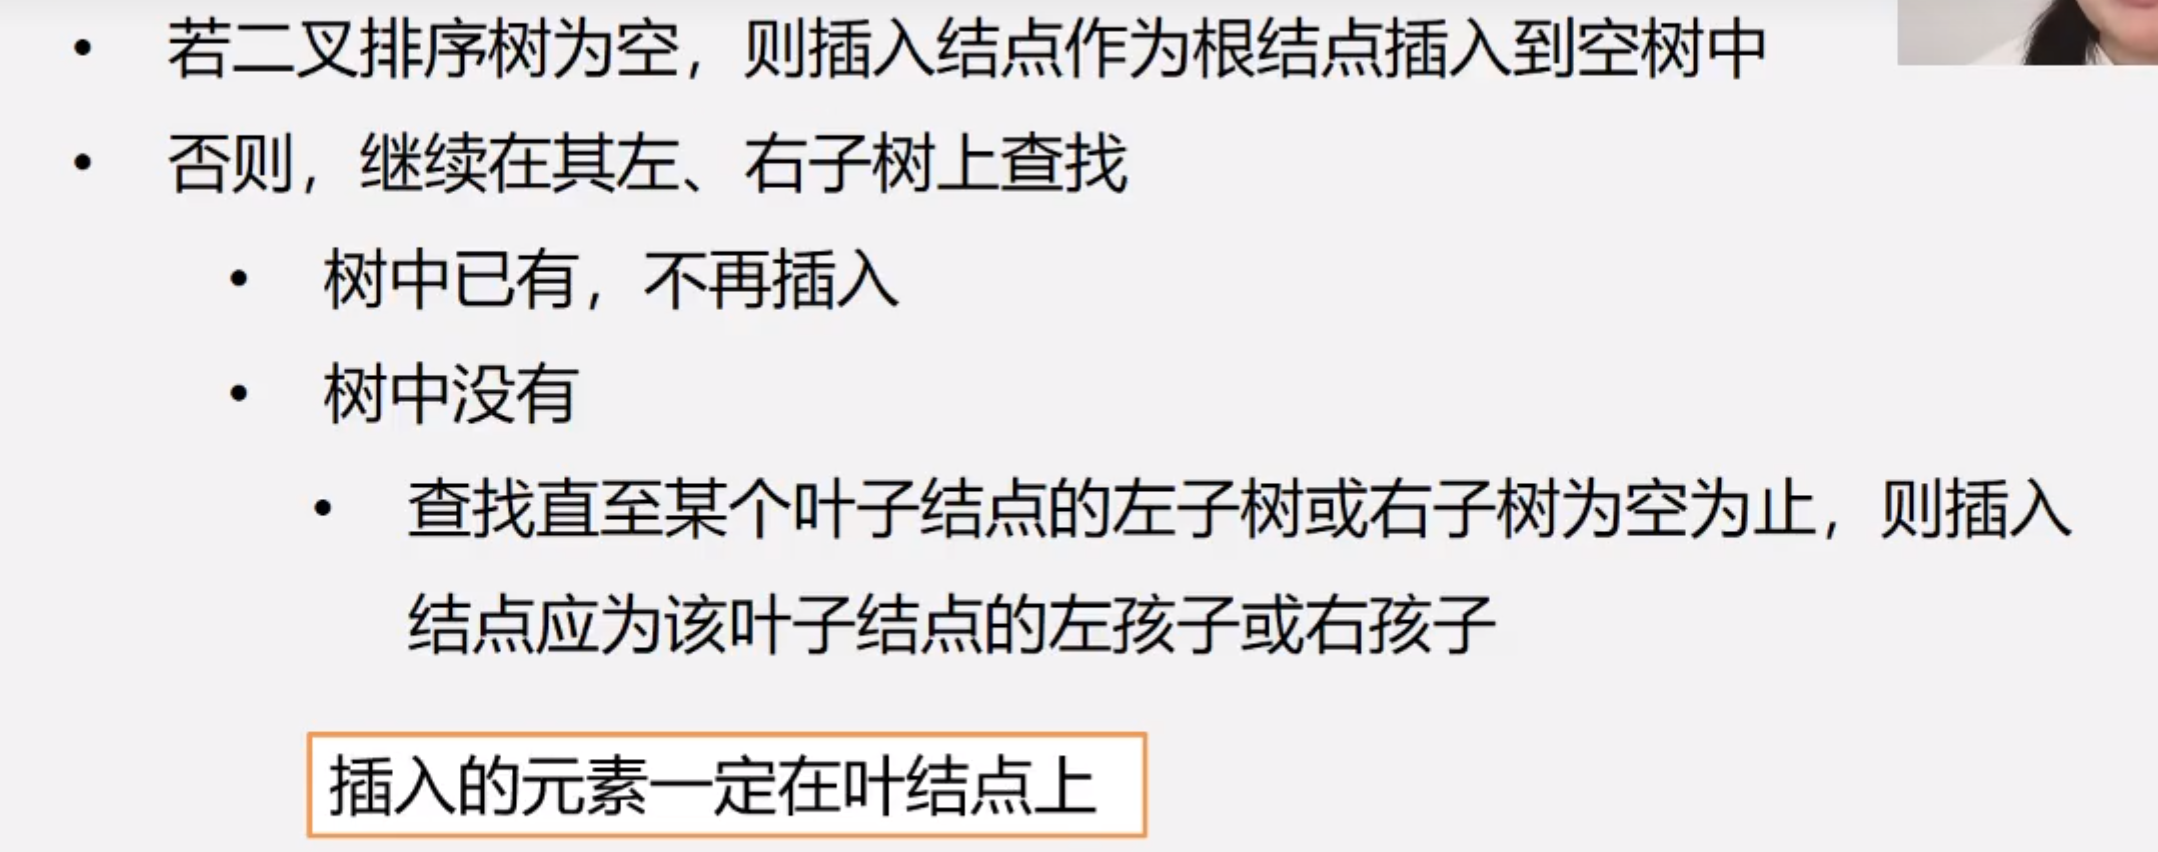 • 若二叉排序树为空，则插入结点作为根结点插入到空树中
• 否则，继续在其左、右子树上查找
• 树中已有，不再插入
• 树中没有
• 查找直至某个叶子结点的左子树或右子树为空为止，则插入
结点应为该叶子结点的左孩子或右孩子
插入的元素一定在叶结点上